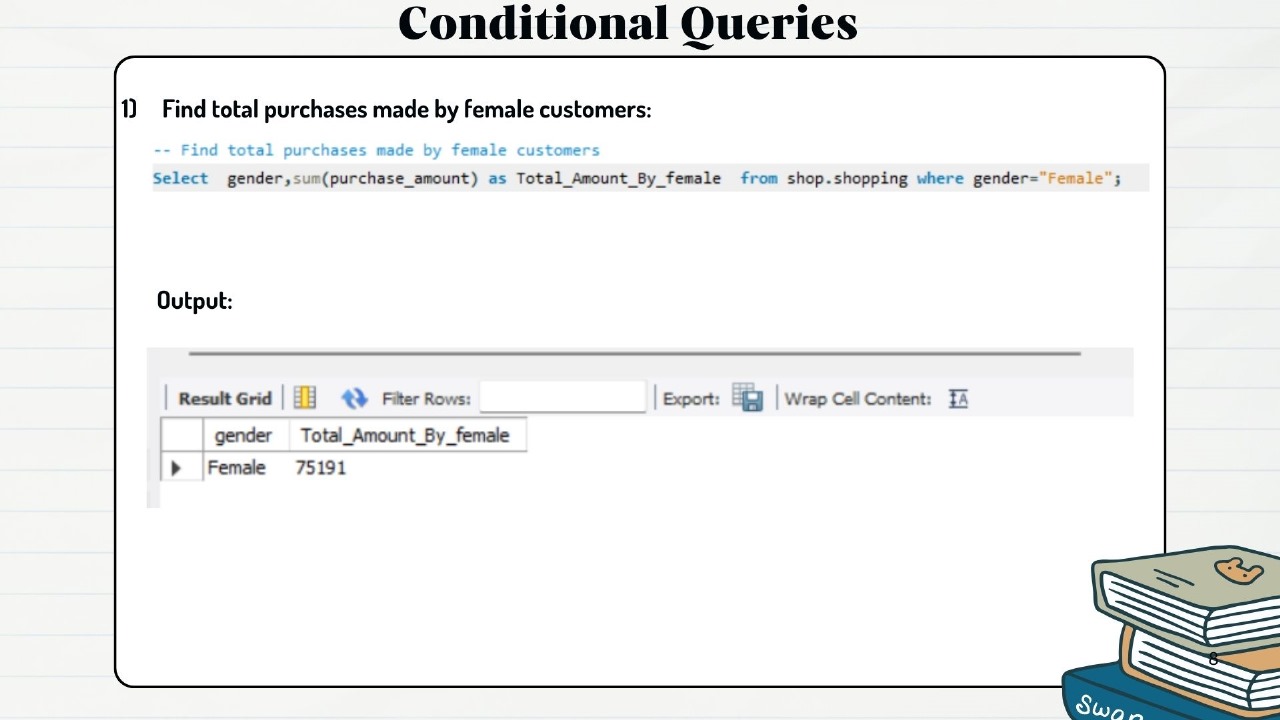 Conditional Queries
1) Find total purchases made by female customers:
-- Find total purchases made by female customers
Select gender,sum(purchase_amount) as Total_Amount_By_female from shop.shopping where gender="Female";
Output:
Result Grid Filter Rows: Export: Wrap Cell Content:
gender Total_Amount_By_female
Female 75191
8